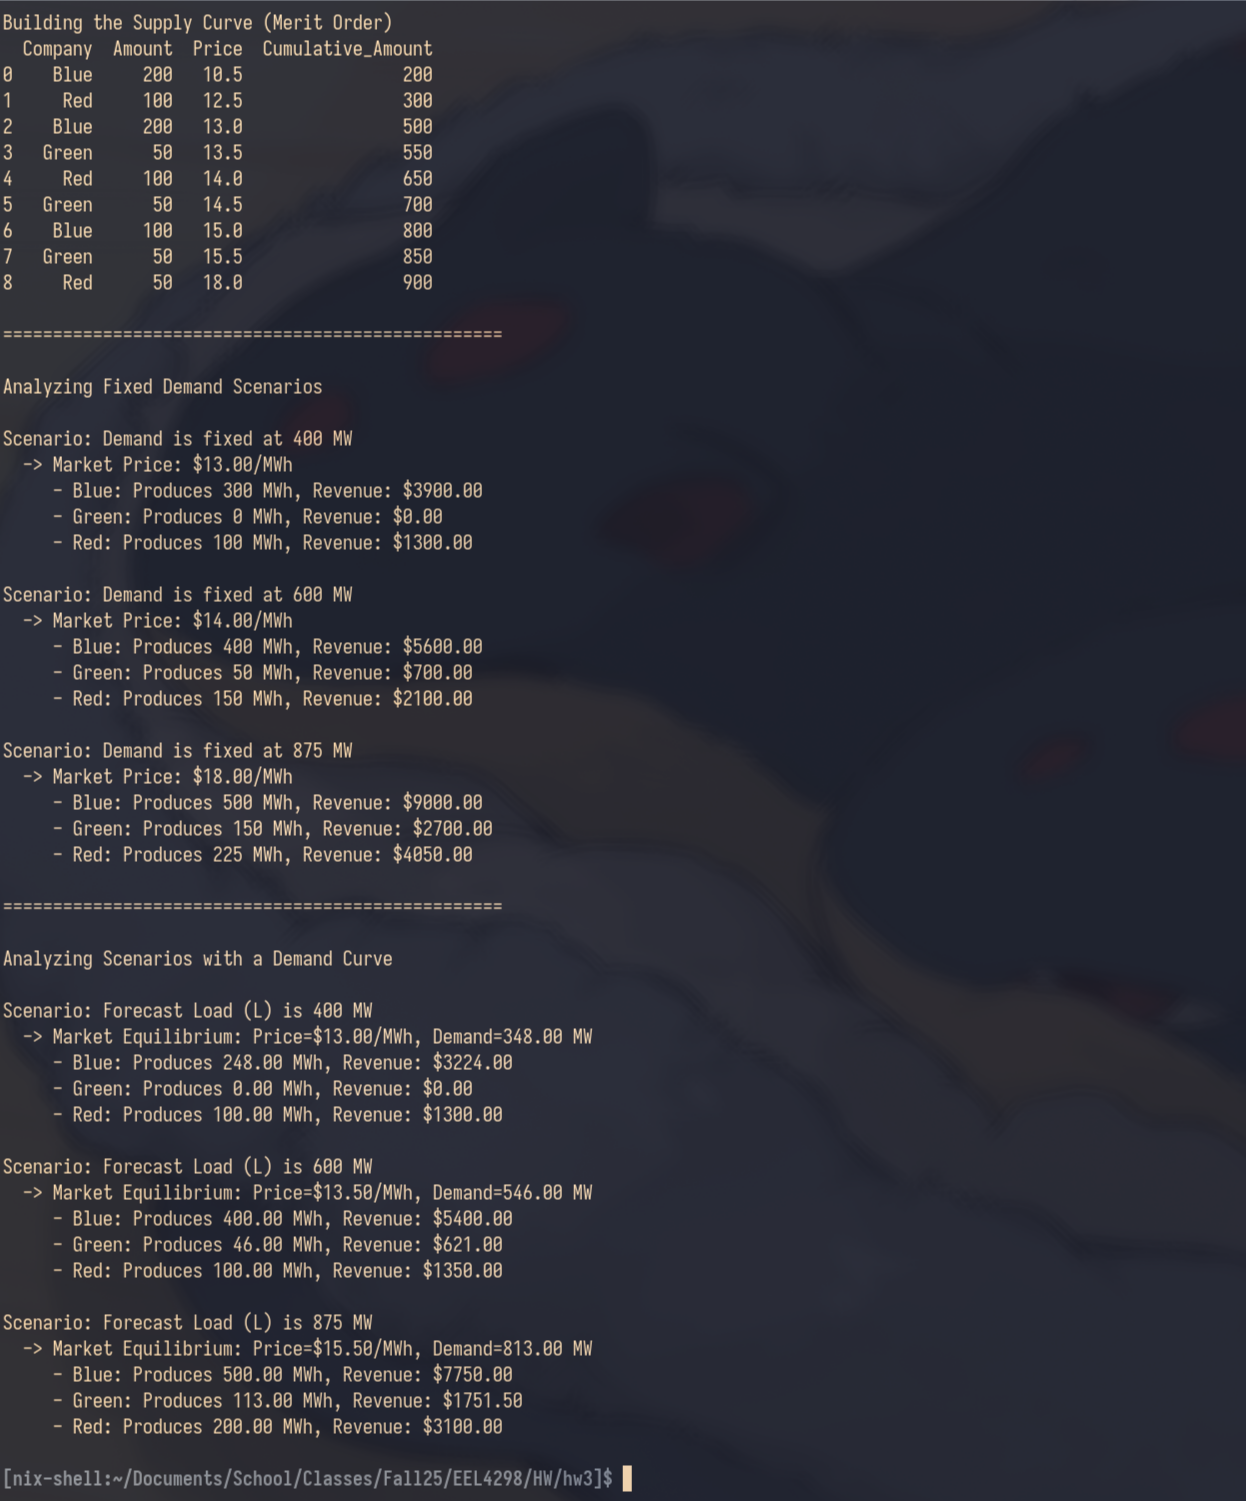 Building the Supply Curve (Merit Order)
  Company  Amount  Price  Cumulative_Amount
0    Blue     200   10.5                200
1     Red     100   12.5                300
2    Blue     200   13.0                500
3   Green      50   13.5                550
4     Red     100   14.0                650
5   Green      50   14.5                700
6    Blue     100   15.0                800
7   Green      50   15.5                850
8     Red      50   18.0                900
==================================================
Analyzing Fixed Demand Scenarios
Scenario: Demand is fixed at 400 MW
  -> Market Price: $13.00/MWh
     - Blue: Produces 300 MWh, Revenue: $3900.00
     - Green: Produces 0 MWh, Revenue: $0.00
     - Red: Produces 100 MWh, Revenue: $1300.00
Scenario: Demand is fixed at 600 MW
  -> Market Price: $14.00/MWh
     - Blue: Produces 400 MWh, Revenue: $5600.00
     - Green: Produces 50 MWh, Revenue: $700.00
     - Red: Produces 150 MWh, Revenue: $2100.00
Scenario: Demand is fixed at 875 MW
  -> Market Price: $18.00/MWh
     - Blue: Produces 500 MWh, Revenue: $9000.00
     - Green: Produces 150 MWh, Revenue: $2700.00
     - Red: Produces 225 MWh, Revenue: $4050.00
==================================================
Analyzing Scenarios with a Demand Curve
Scenario: Forecast Load (L) is 400 MW
  -> Market Equilibrium: Price=$13.00/MWh, Demand=348.00 MW
     - Blue: Produces 248.00 MWh, Revenue: $3224.00
     - Green: Produces 0.00 MWh, Revenue: $0.00
     - Red: Produces 100.00 MWh, Revenue: $1300.00
Scenario: Forecast Load (L) is 600 MW
  -> Market Equilibrium: Price=$13.50/MWh, Demand=546.00 MW
     - Blue: Produces 400.00 MWh, Revenue: $5400.00
     - Green: Produces 46.00 MWh, Revenue: $621.00
     - Red: Produces 100.00 MWh, Revenue: $1350.00
Scenario: Forecast Load (L) is 875 MW
  -> Market Equilibrium: Price=$15.50/MWh, Demand=813.00 MW
     - Blue: Produces 500.00 MWh, Revenue: $7750.00
     - Green: Produces 113.00 MWh, Revenue: $1751.50
     - Red: Produces 200.00 MWh, Revenue: $3100.00
[nix-shell:~/Documents/School/Classes/Fall25/EEL4298/HW/hw3]$